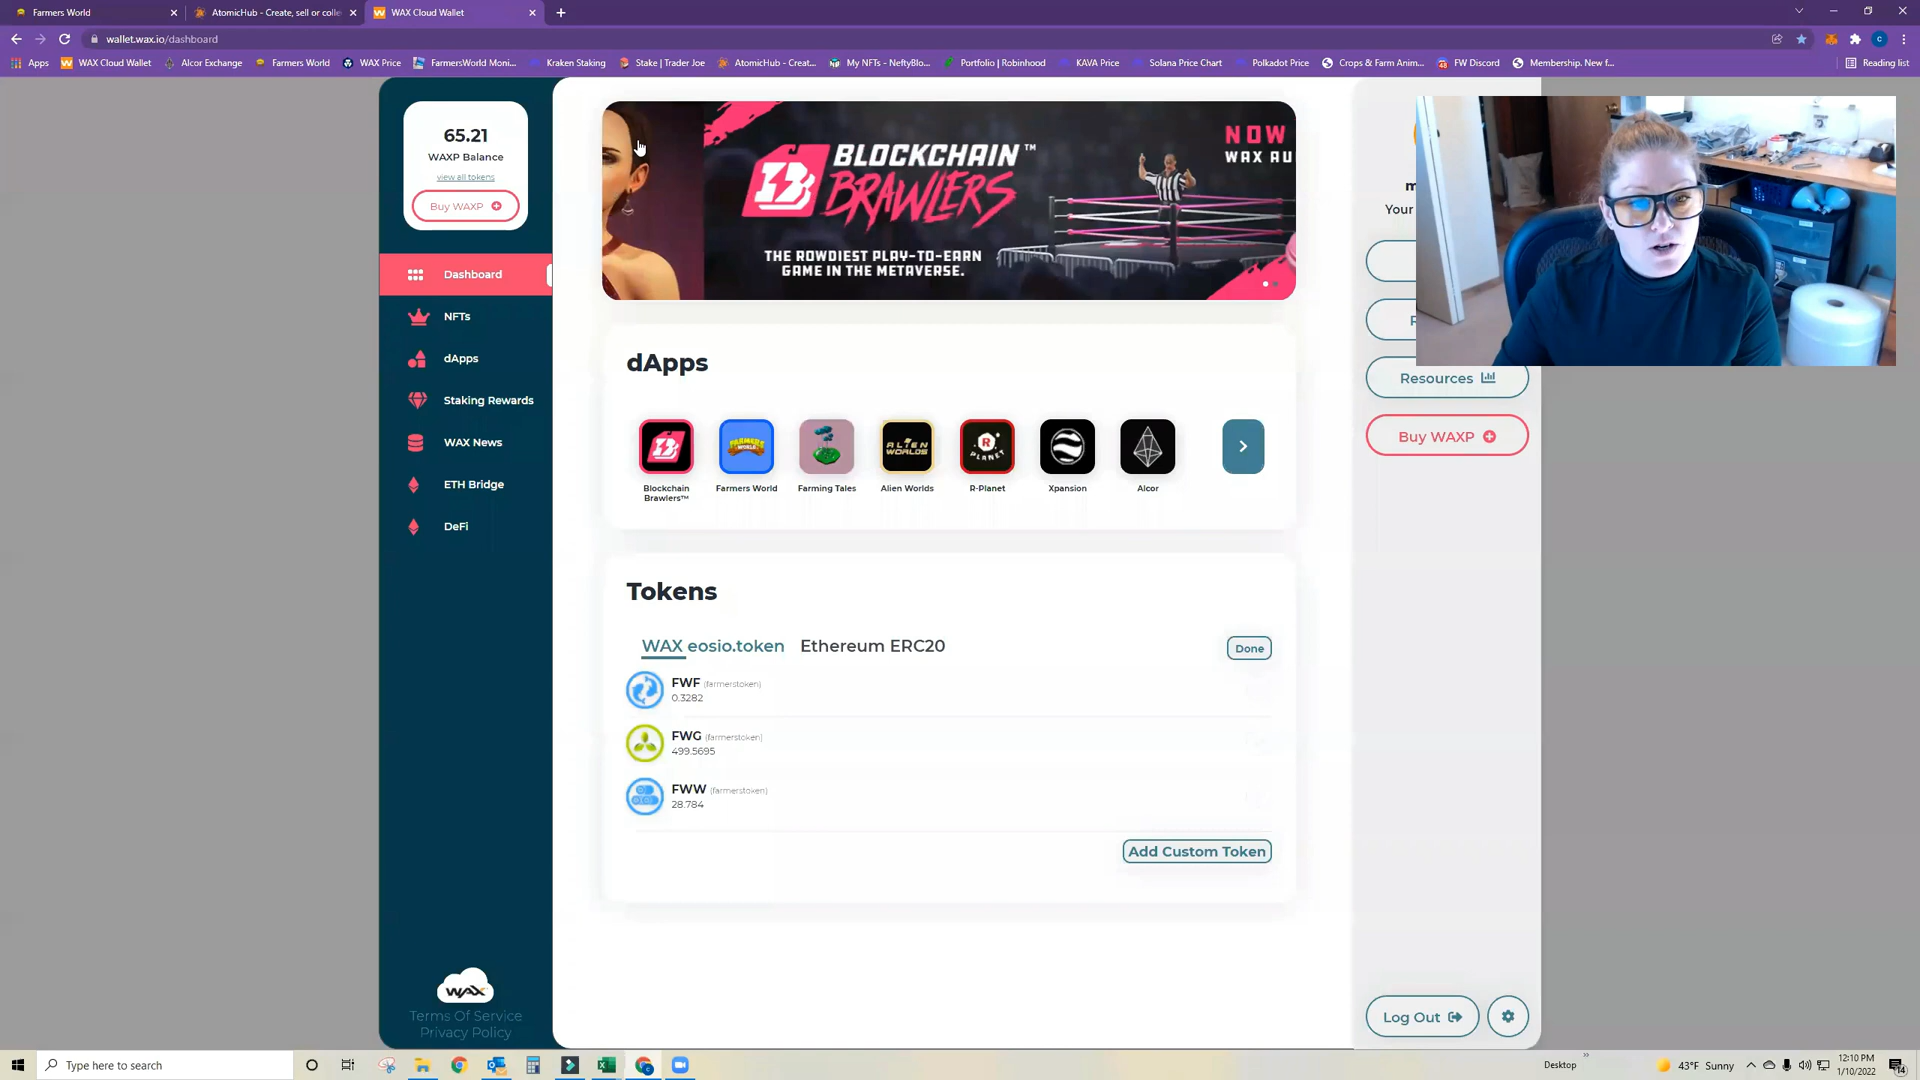 Farmers World
AtomicHub - Create, sell or colle
WAX Cloud Wallet
wallet.wax.io/dashboard
Apps
WAX Cloud Wallet
Alcor Exchange
Farmers World
WAX Price
FarmersWorld Moni...
Kraken Staking
Stake | Trader Joe
AtomicHub - Creat...
My NFTs - NeftyBlo...
Portfolio | Robinhood
KAVA Price
Solana Price Chart
Polkadot Price
Crops & Farm Anim...
FW Discord
Membership. New f...
Reading list
65.21
WAXP Balance
view all tokens
Buy WAXP
Dashboard
NFTs
dApps
Staking Rewards
WAX News
ETH Bridge
DeFi
WAX
Terms Of Service
Privacy Policy
BLOCKCHAIN™
BRAWLERS
THE ROWDIEST PLAY-TO-EARN
GAME IN THE METAVERSE.
NOW
WAX AU
dApps
FARMERS
WORLD
ALIEN
WORLDS
R
PLANET
Blockchain
Brawlers™
Farmers World
Farming Tales
Alien Worlds
R-Planet
Xpansion
Alcor
Tokens
WAX eosio.token
Ethereum ERC20
Done
FWF (farmerstoken)
0.3282
FWG (farmerstoken)
499.5695
FWW (farmerstoken)
28.784
Add Custom Token
m
Your
R
Resources
Buy WAXP
Log Out
Type here to search
Desktop
43°F Sunny
12:10 PM
1/10/2022